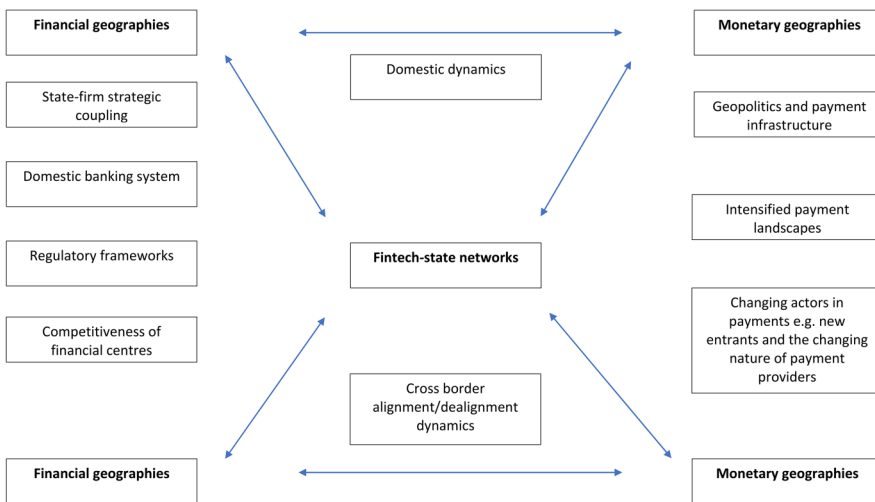 Financial geographies
Monetary geographies
Domestic dynamics
State-firm strategic
coupling
Geopolitics and payment
infrastructure
Domestic banking system
Intensified payment
landscapes
Regulatory frameworks
Fintech-state networks
Changing actors in
payments e.g. new
entrants and the changing
nature of payment
providers
Competitiveness of
financial centres
Cross border
alignment/dealignment
dynamics
Financial geographies
Monetary geographies